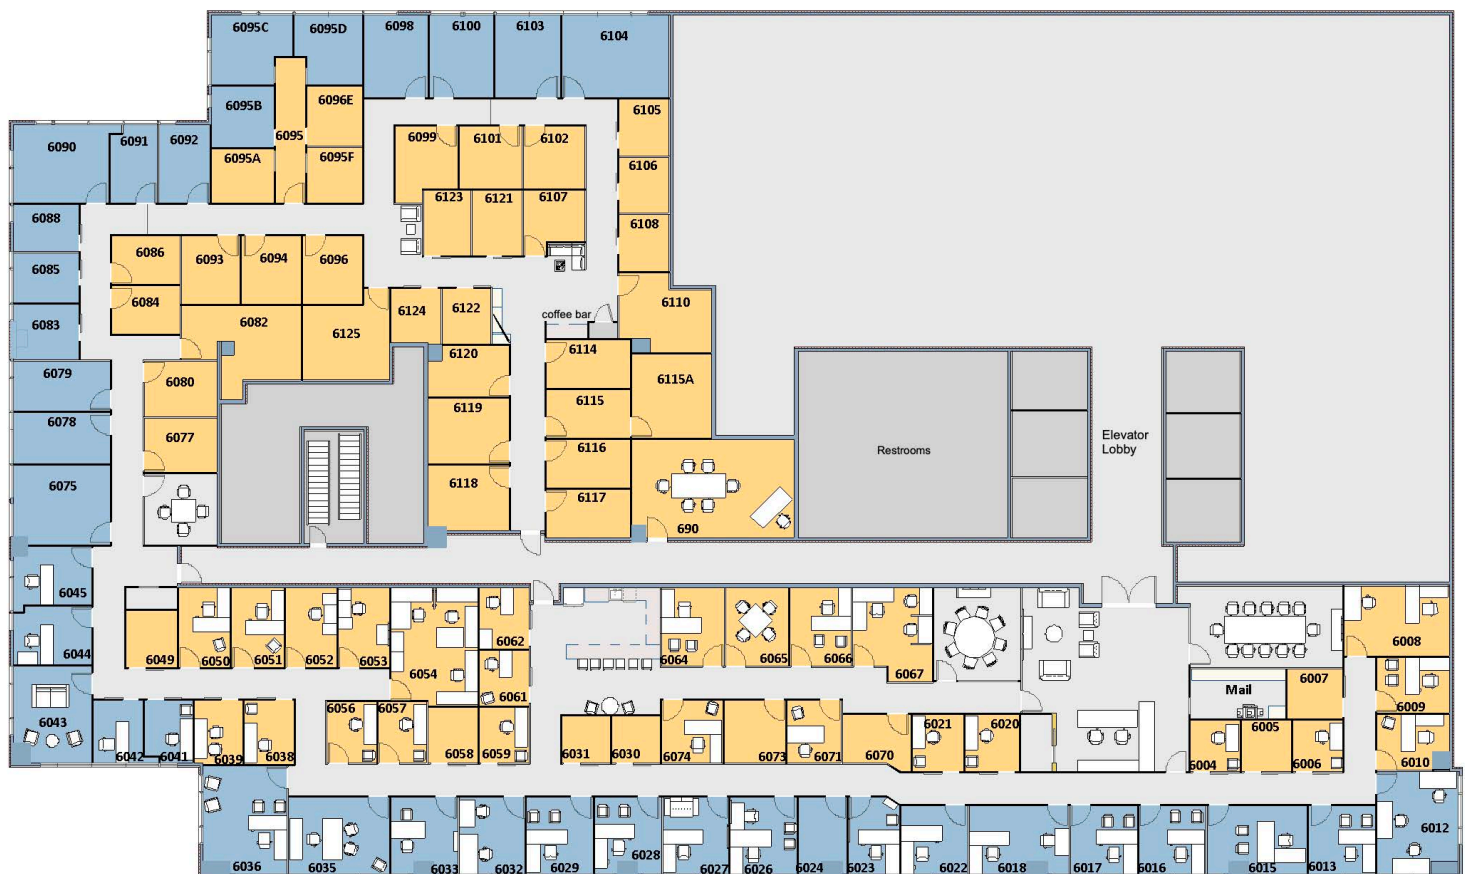 6095C 6095D 6098 6100 6103 6104
6095B 6096E 6105
6090 6091 6092 6095 6099 6101 6102
6095A 6095F 6106
6088 6123 6121 6107 6108
6086 6093 6094 6096
6085 6084 6110
6083 6082 6125 6124 6122 coffee bar
6079 6080 6120 6114
6115A
6078 6077 6119 6115
Elevator
Lobby
6075 6118 6116 Restrooms
6117 690
6045
6044 6049 6050 6051 6052 6053 6054 6062 6064 6065 6066 6067 6008
6061 Mail 6007 6009
6043 6042 6041 6039 6038 6056 6057 6058 6059 6031 6030 6074 6073 6071 6070 6021 6020 6004 6005 6006 6010
6036 6035 6033 6032 6029 6028 6027 6026 6024 6023 6022 6018 6017 6016 6015 6013 6012